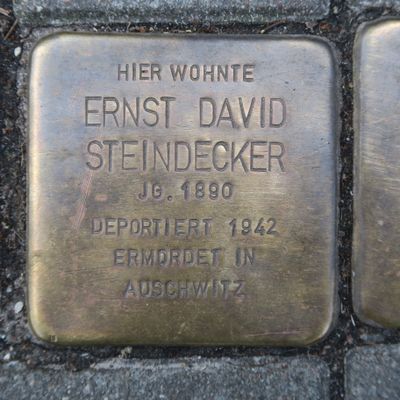 HIER WOHNTE
ERNST DAVID
STEINDECKER
JG. 1890
DEPORTIERT 1942
ERMORDET IN
AUSCHWITZ